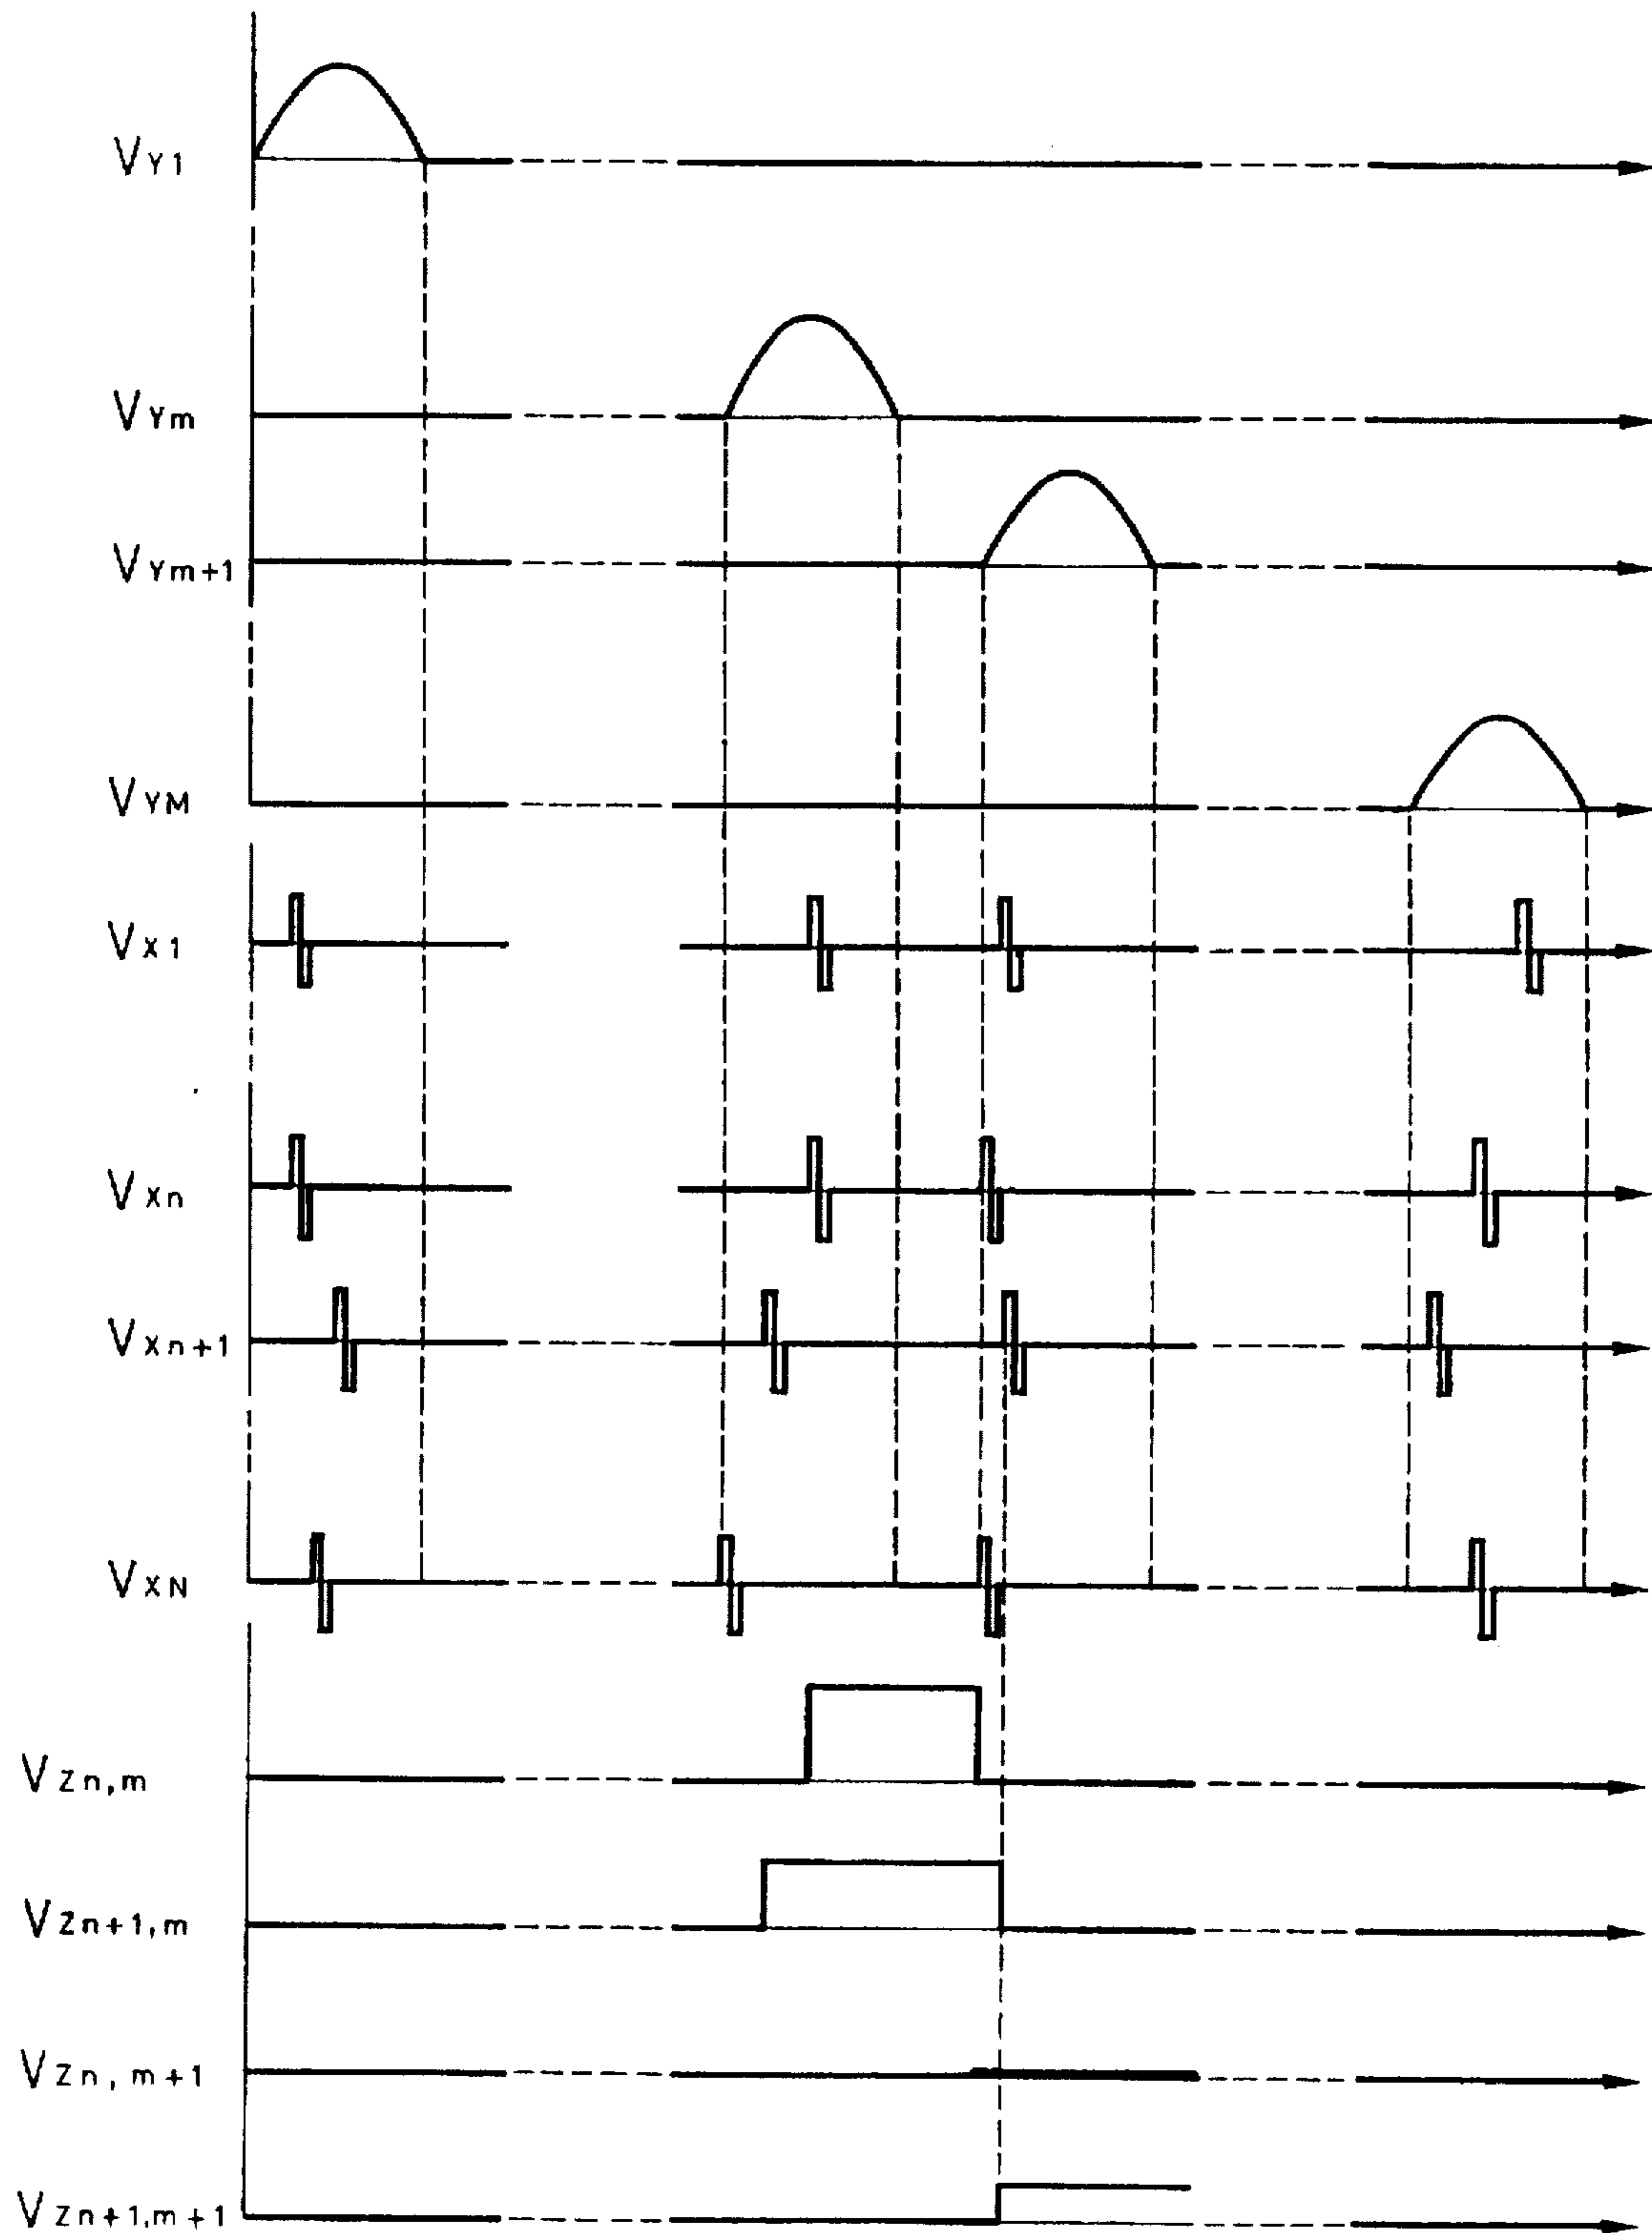 VY1
VYm
VYm+1
VYM
VX1
VXn
VXn+1
VXN
VZn,m
VZn+1,m
VZn, m+1
VZn+1,m+1